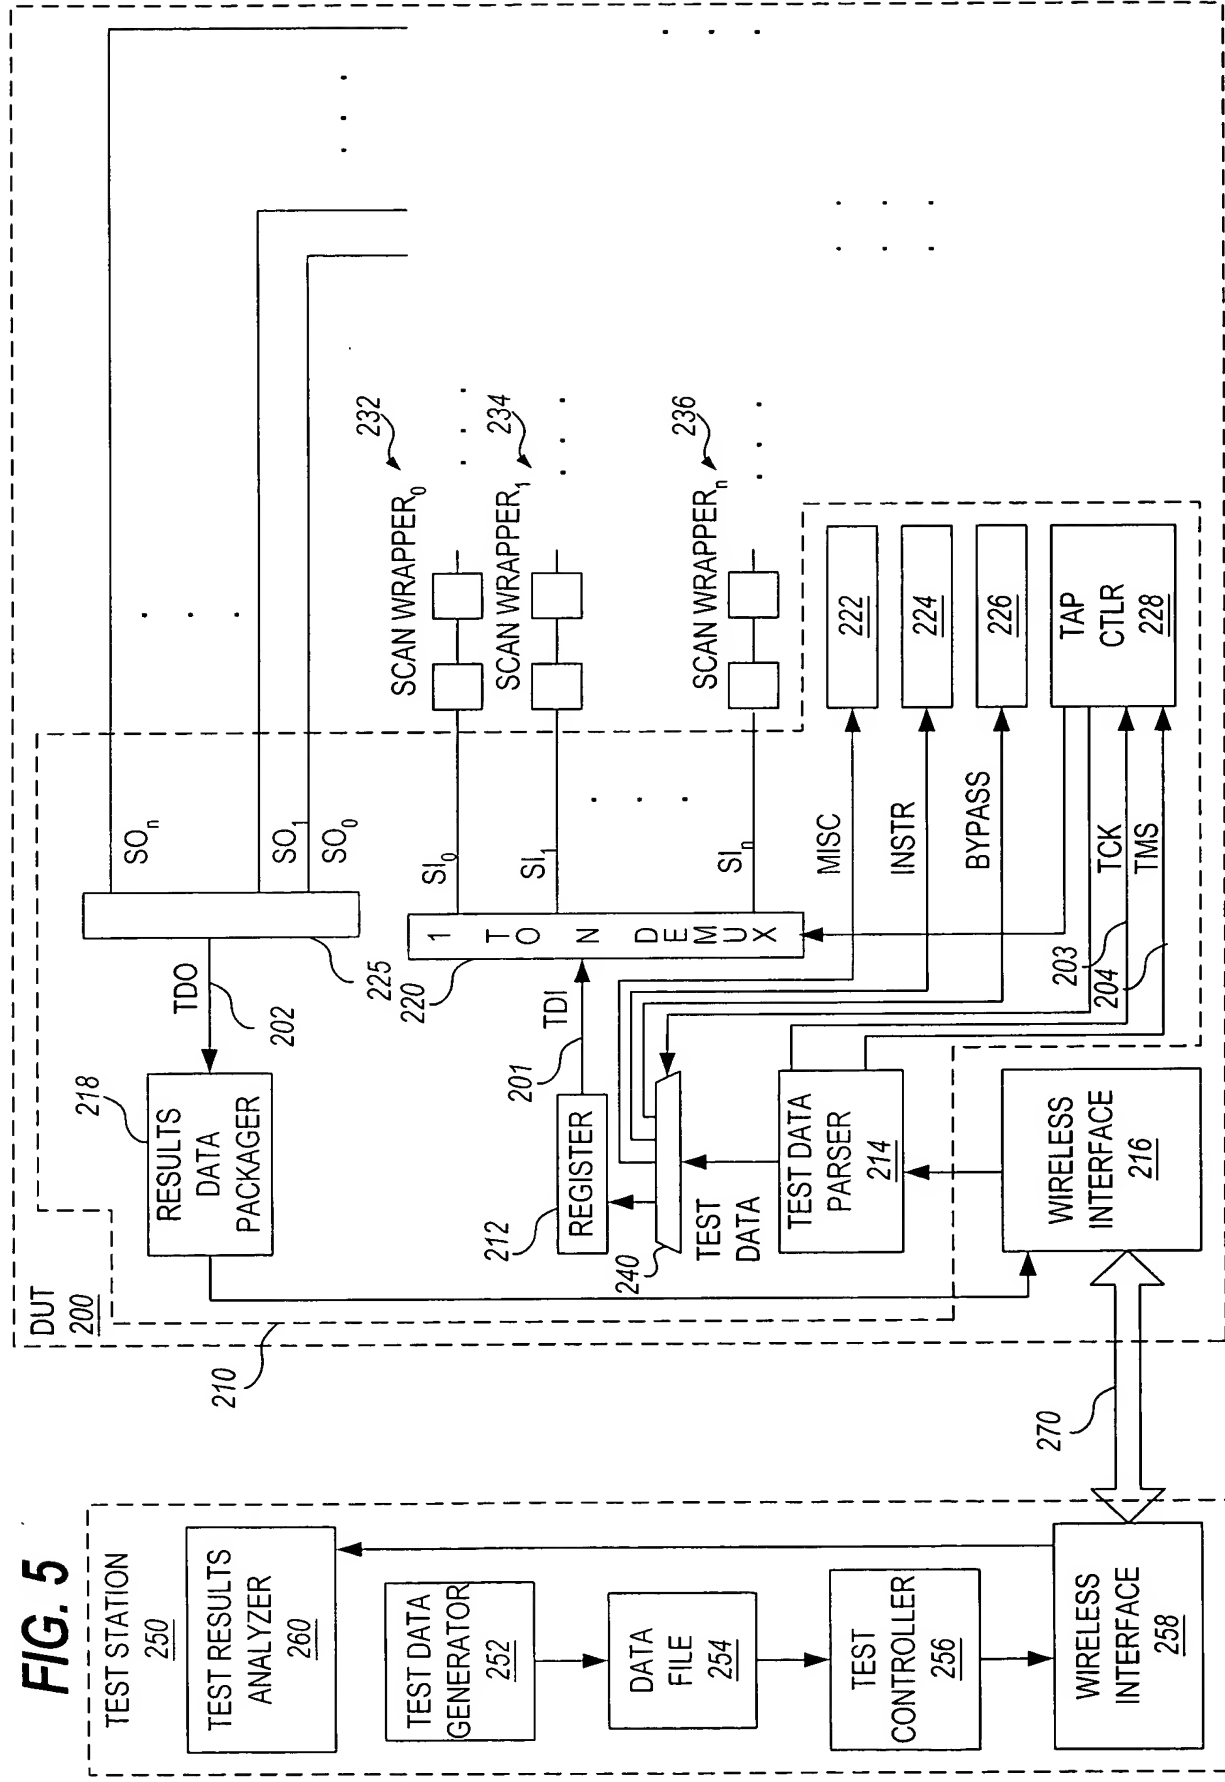 FIG. 5
TEST STATION
250
TEST RESULTS
ANALYZER
260
TEST DATA
GENERATOR
252
DATA
FILE
254
TEST
CONTROLLER
256
WIRELESS
INTERFACE
258
270
210
DUT
200
218
RESULTS
DATA
PACKAGER
TDO
202
225
SOn
SO1
SO0
212
REGISTER
201
TDI
220
1 TO N DEMUX
SI0
SI1
SIn
SCAN WRAPPER0
232
SCAN WRAPPER1
234
SCAN WRAPPERn
236
240
TEST
DATA
TEST DATA
PARSER
214
WIRELESS
INTERFACE
216
MISC
222
INSTR
224
BYPASS
226
203
TCK
204
TMS
TAP
CTLR
228